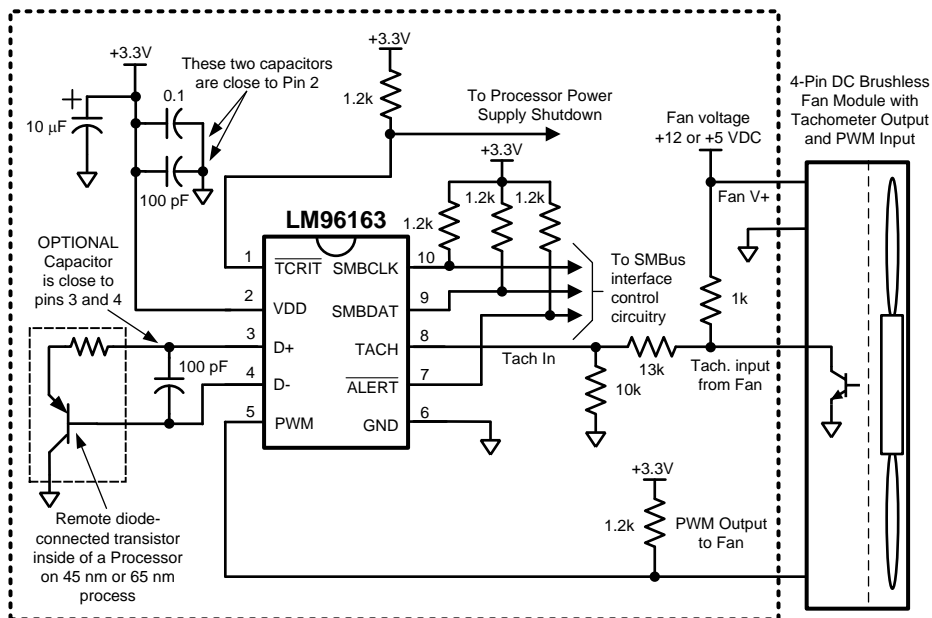 +3.3V
These two capacitors
are close to Pin 2
0.1
10 µF
100 pF
+3.3V
1.2k
To Processor Power
Supply Shutdown
+3.3V
1.2k
1.2k
1.2k
Fan voltage
+12 or +5 VDC
Fan V+
4-Pin DC Brushless
Fan Module with
Tachometer Output
and PWM Input
LM96163
OPTIONAL
Capacitor
is close to
pins 3 and 4
1
TCRIT
SMBCLK
10
2
VDD
SMBDAT
9
3
D+
TACH
8
4
D-
ALERT
7
5
PWM
GND
6
100 pF
To SMBus
interface
control
circuitry
Tach In
13k
10k
1k
Tach. input
from Fan
+3.3V
1.2k
PWM Output
to Fan
Remote diode-
connected transistor
inside of a Processor
on 45 nm or 65 nm
process